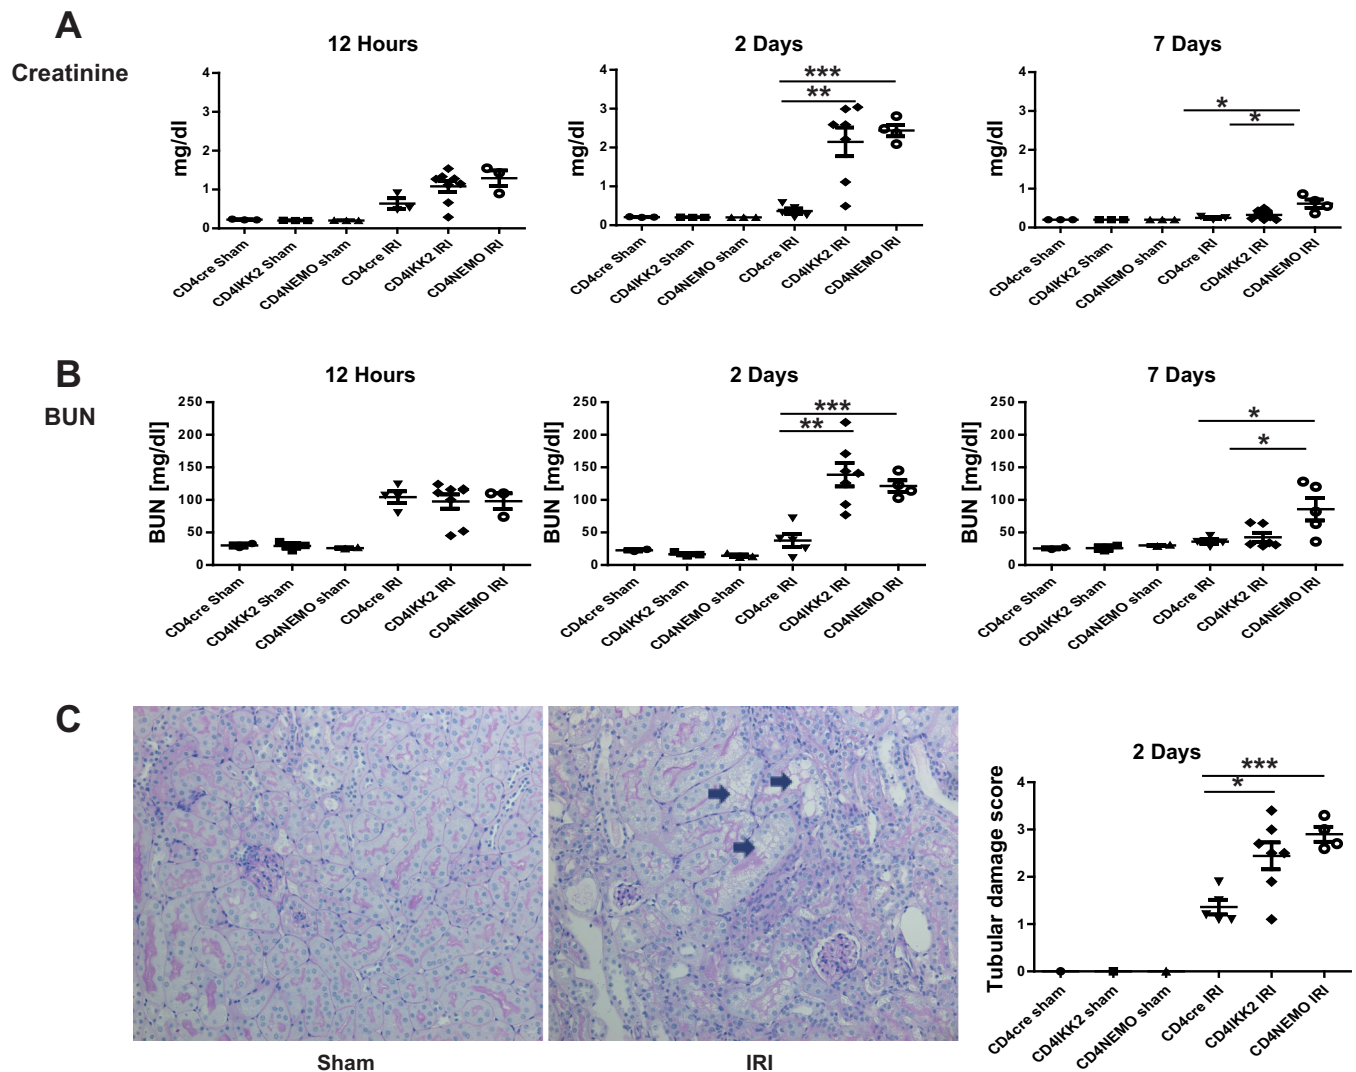 A
Creatinine
12 Hours
2 Days
7 Days
mg/dl
4
3
2
1
0
CD4cre Sham
CD4IKK2 Sham
CD4NEMO sham
CD4cre IRI
CD4IKK2 IRI
CD4NEMO IRI
mg/dl
4
3
2
1
0
***
**
CD4cre Sham
CD4IKK2 Sham
CD4NEMO sham
CD4cre IRI
CD4IKK2 IRI
CD4NEMO IRI
mg/dl
4
3
2
1
0
*
*
CD4cre Sham
CD4IKK2 Sham
CD4NEMO sham
CD4cre IRI
CD4IKK2 IRI
CD4NEMO IRI
B
BUN
12 Hours
2 Days
7 Days
BUN [mg/dl]
250
200
150
100
50
0
CD4cre Sham
CD4IKK2 Sham
CD4NEMO sham
CD4cre IRI
CD4IKK2 IRI
CD4NEMO IRI
BUN [mg/dl]
250
200
150
100
50
0
***
**
CD4cre Sham
CD4IKK2 Sham
CD4NEMO sham
CD4cre IRI
CD4IKK2 IRI
CD4NEMO IRI
BUN [mg/dl]
250
200
150
100
50
0
*
*
CD4cre Sham
CD4IKK2 Sham
CD4NEMO sham
CD4cre IRI
CD4IKK2 IRI
CD4NEMO IRI
C
Sham
IRI
2 Days
Tubular damage score
4
3
2
1
0
***
*
CD4cre sham
CD4IKK2 sham
CD4NEMO sham
CD4cre IRI
CD4IKK2 IRI
CD4NEMO IRI